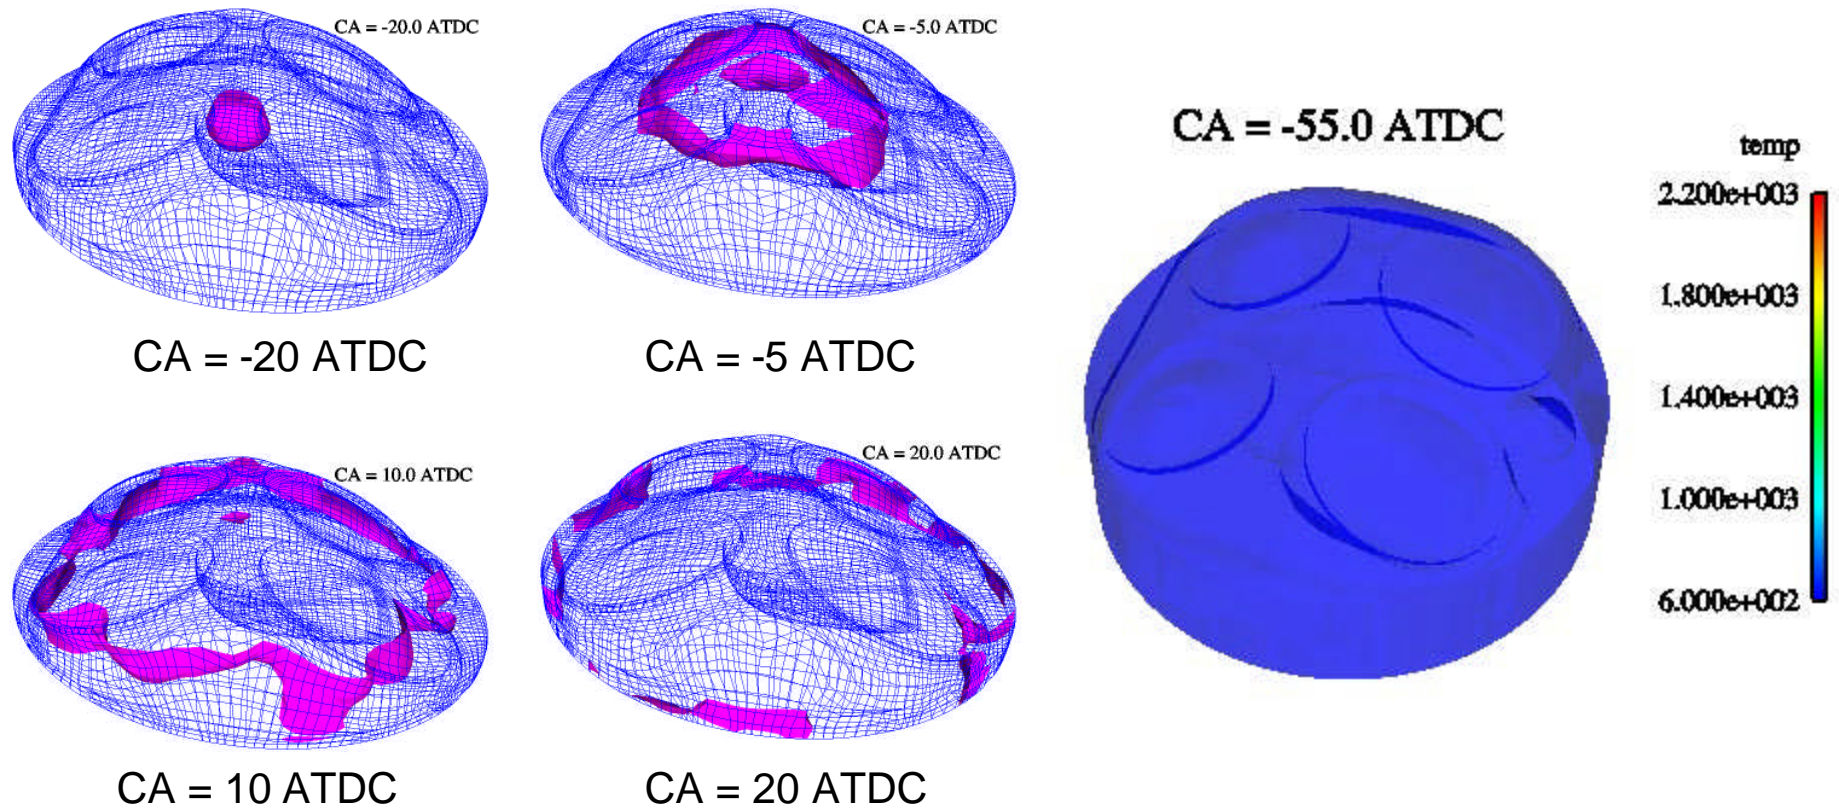 CA = -20.0 ATDC
CA = -5.0 ATDC
CA = -20 ATDC
CA = -5 ATDC
CA = 10.0 ATDC
CA = 20.0 ATDC
CA = 10 ATDC
CA = 20 ATDC
CA = -55.0 ATDC
temp
2.200e+003
1.800e+003
1.400e+003
1.000e+003
6.000e+002